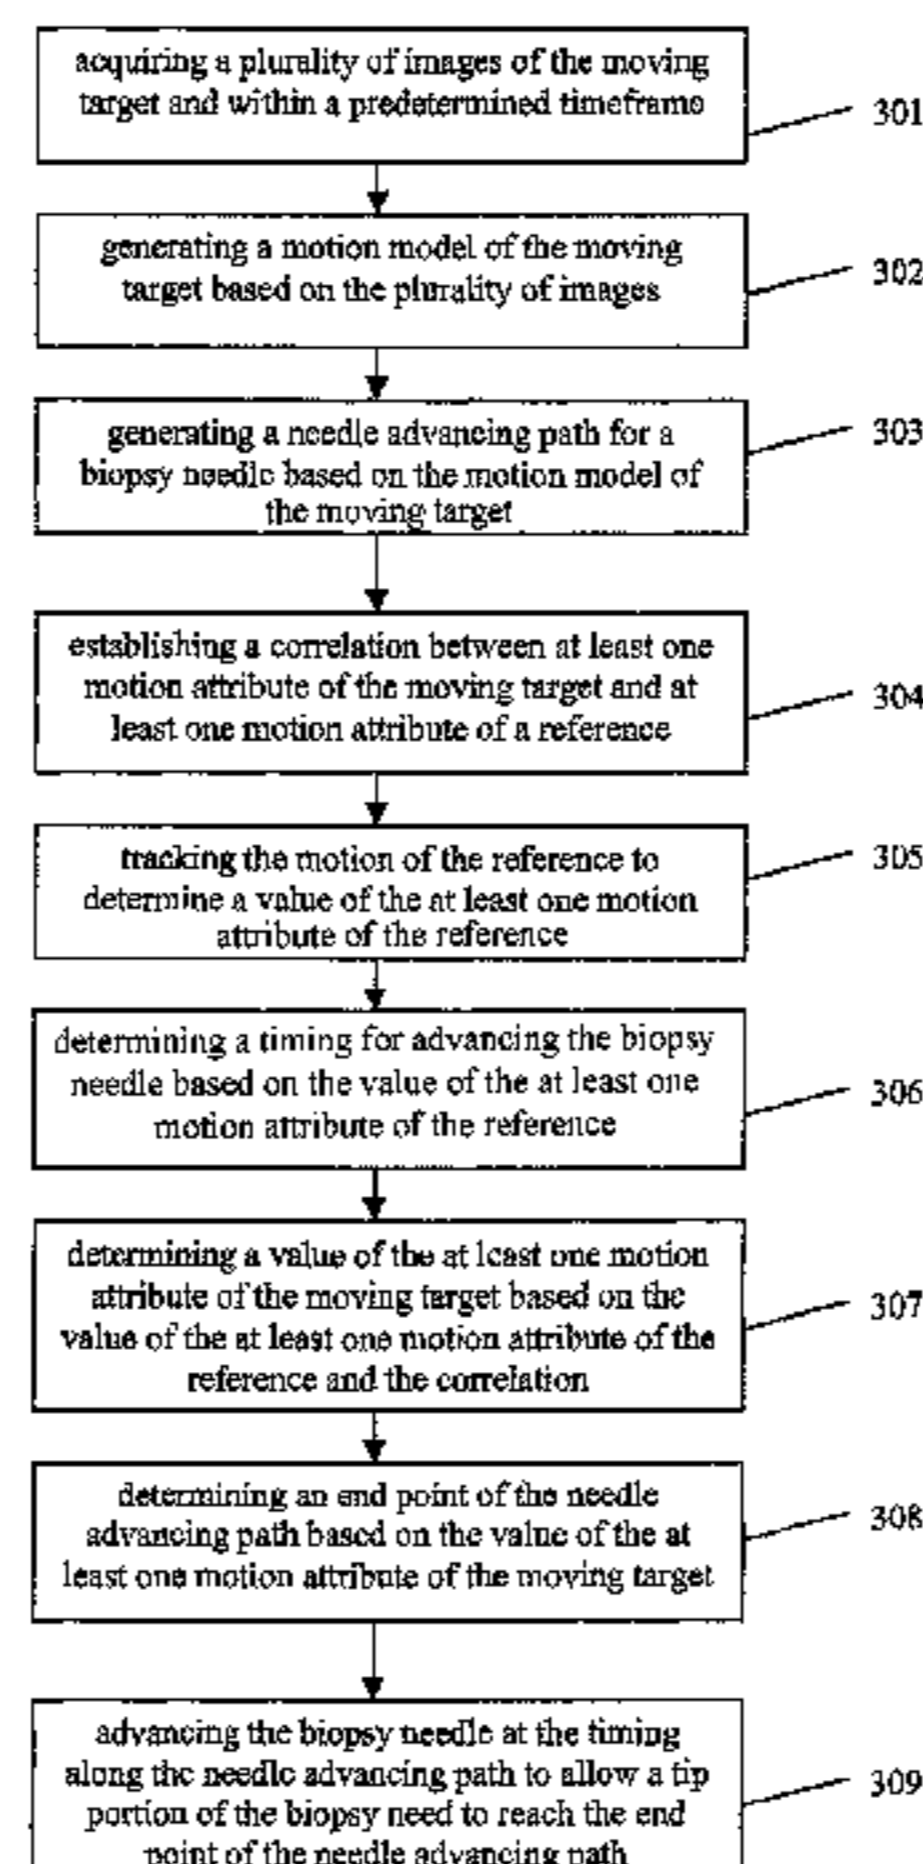 acquiring a plurality of images of the moving
target and within a predetermined timeframe
301
generating a motion model of the moving
target based on the plurality of images
302
generating a needle advancing path for a
biopsy needle based on the motion model of
the moving target
303
establishing a correlation between at least one
motion attribute of the moving target and at
least one motion attribute of a reference
304
tracking the motion of the reference to
determine a value of the at least one motion
attribute of the reference
305
determining a timing for advancing the biopsy
needle based on the value of the at least one
motion attribute of the reference
306
determining a value of the at least one motion
attribute of the moving target based on the
value of the at least one motion attribute of the
reference and the correlation
307
determining an end point of the needle
advancing path based on the value of the at
least one motion attribute of the moving target
308
advancing the biopsy needle at the timing
along the needle advancing path to allow a tip
portion of the biopsy need to reach the end
point of the needle advancing path
309